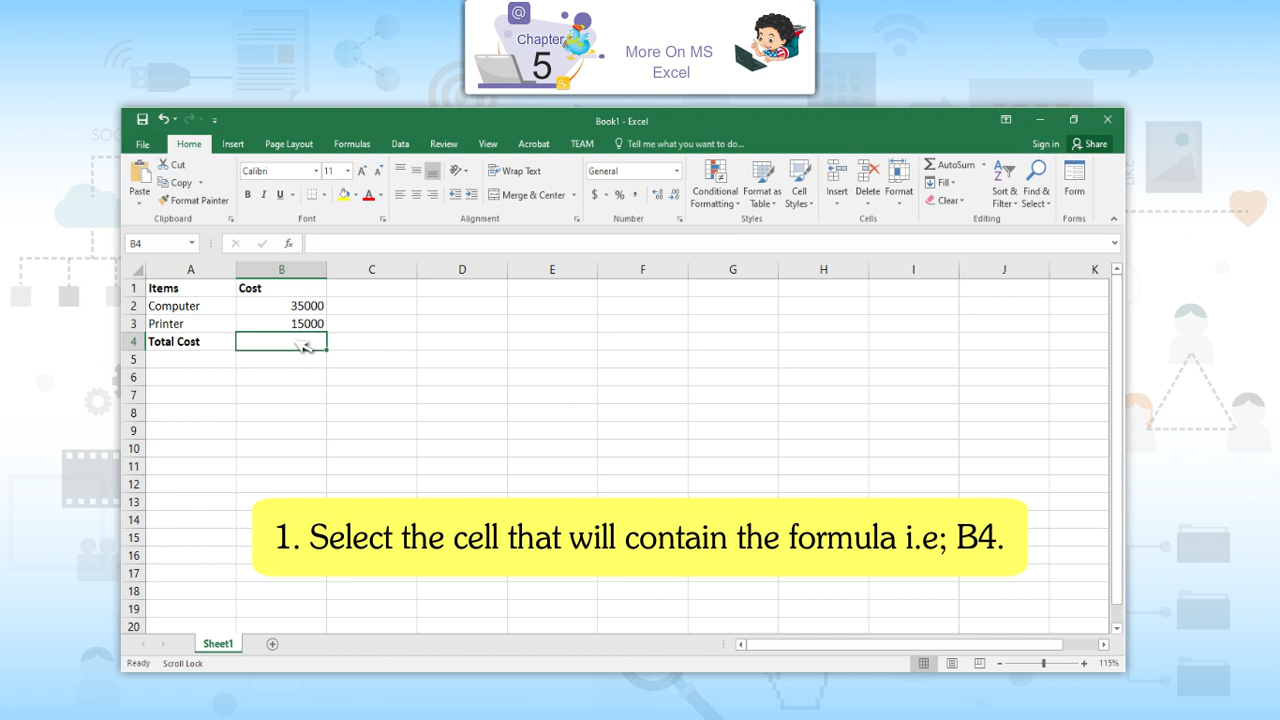 @
Chapter
5
More On MS
Excel
Book1 - Excel
File Home Insert Page Layout Formulas Data Review View Acrobat TEAM Tell me what you want to do... Sign in Share
Paste Cut Calibri 11 Wrap Text General Conditional Formatting Format as Table Cell Styles Insert Delete Format AutoSum Sort & Filter Find & Select Form
Copy B I U Merge & Center $ % Fill
Format Painter Clear
Clipboard Font Alignment Number Styles Cells Editing Forms
B4 fx
A B C D E F G H I J K
1 Items Cost
2 Computer 35000
3 Printer 15000
4 Total Cost
5
6
7
8
9
10
11
12
13
1. Select the cell that will contain the formula i.e; B4.
14
15
16
17
18
19
20
Sheet1
Ready Scroll Lock 115%